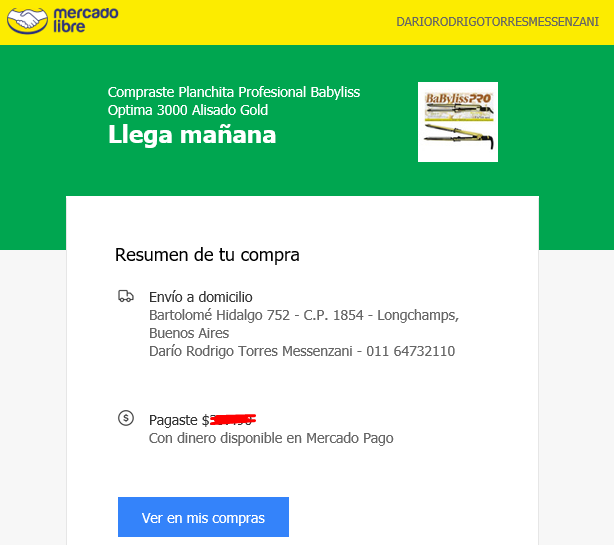 mercado
libre
DARIORODRIGOTORRESMESSENZANI
Compraste Planchita Profesional Babyliss
Optima 3000 Alisado Gold
Llega mañana
BaBylissPRO
Resumen de tu compra
Envío a domicilio
Bartolomé Hidalgo 752 - C.P. 1854 - Longchamps,
Buenos Aires
Darío Rodrigo Torres Messenzani - 011 64732110
Pagaste $
Con dinero disponible en Mercado Pago
Ver en mis compras